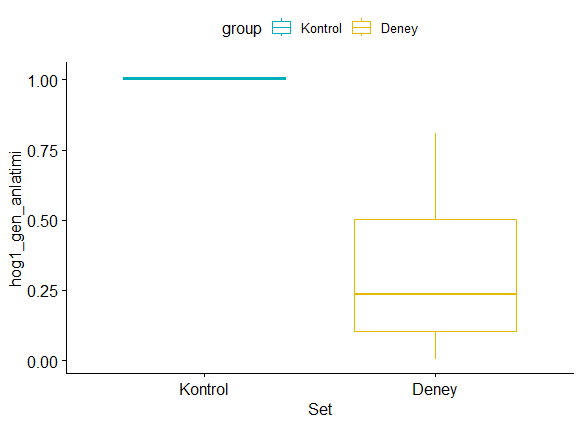 group Kontrol Deney
hog1_gen_anlatimi
1.00
0.75
0.50
0.25
0.00
Kontrol Deney
Set